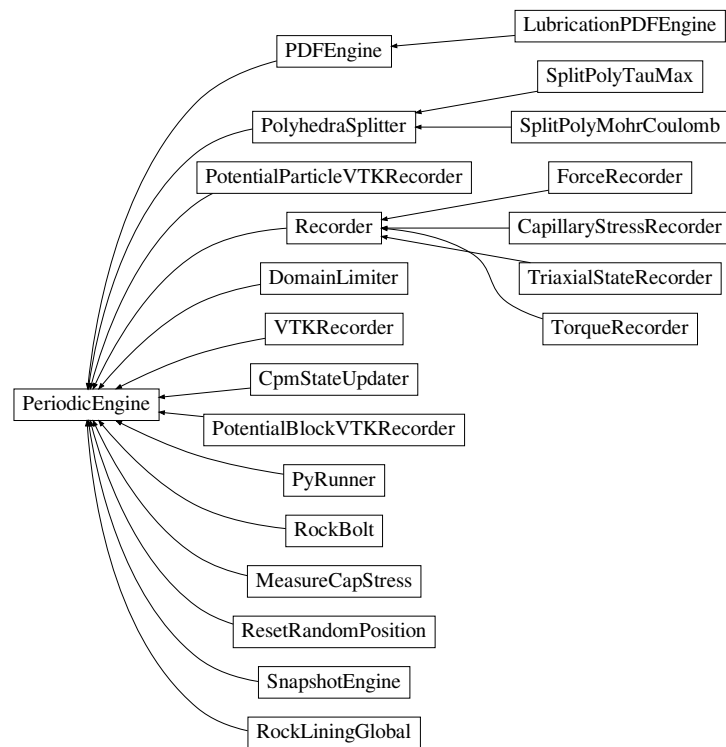 LubricationPDFEngine
PDFEngine
SplitPolyTauMax
PolyhedraSplitter
SplitPolyMohrCoulomb
PotentialParticleVTKRecorder
ForceRecorder
Recorder
CapillaryStressRecorder
DomainLimiter
TriaxialStateRecorder
VTKRecorder
TorqueRecorder
CpmStateUpdater
PeriodicEngine
PotentialBlockVTKRecorder
PyRunner
RockBolt
MeasureCapStress
ResetRandomPosition
SnapshotEngine
RockLiningGlobal